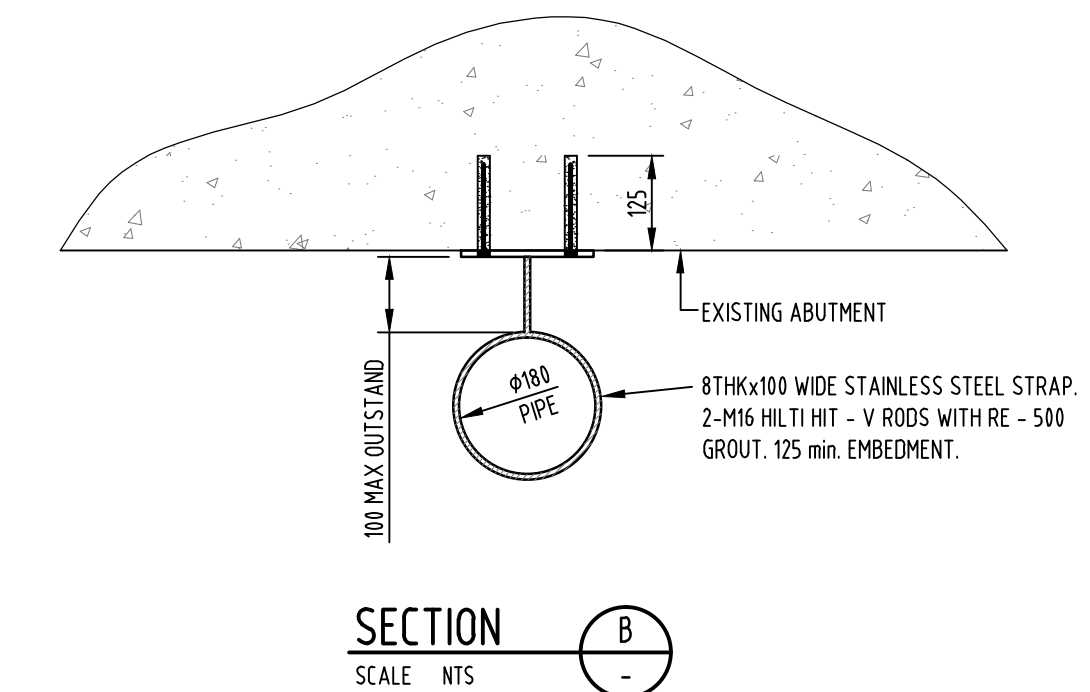 125
EXISTING ABUTMENT
100 MAX OUTSTAND
Ø180
PIPE
8THKx100 WIDE STAINLESS STEEL STRAP.
2-M16 HILTI HIT - V RODS WITH RE - 500
GROUT. 125 min. EMBEDMENT.
SECTION
B
SCALE NTS
-